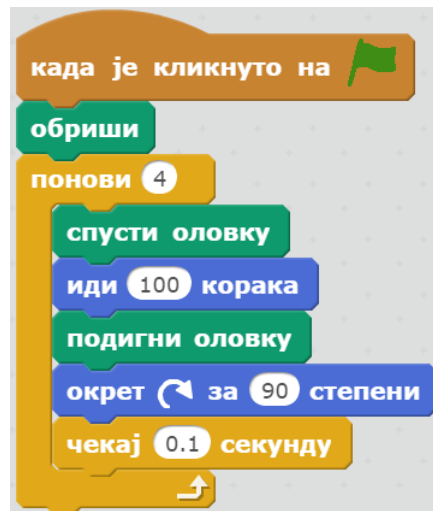 када је кликнуто на
обриши
понови 4
спусти оловку
иди 100 корака
подигни оловку
окрет за 90 степени
чекај 0.1 секунду